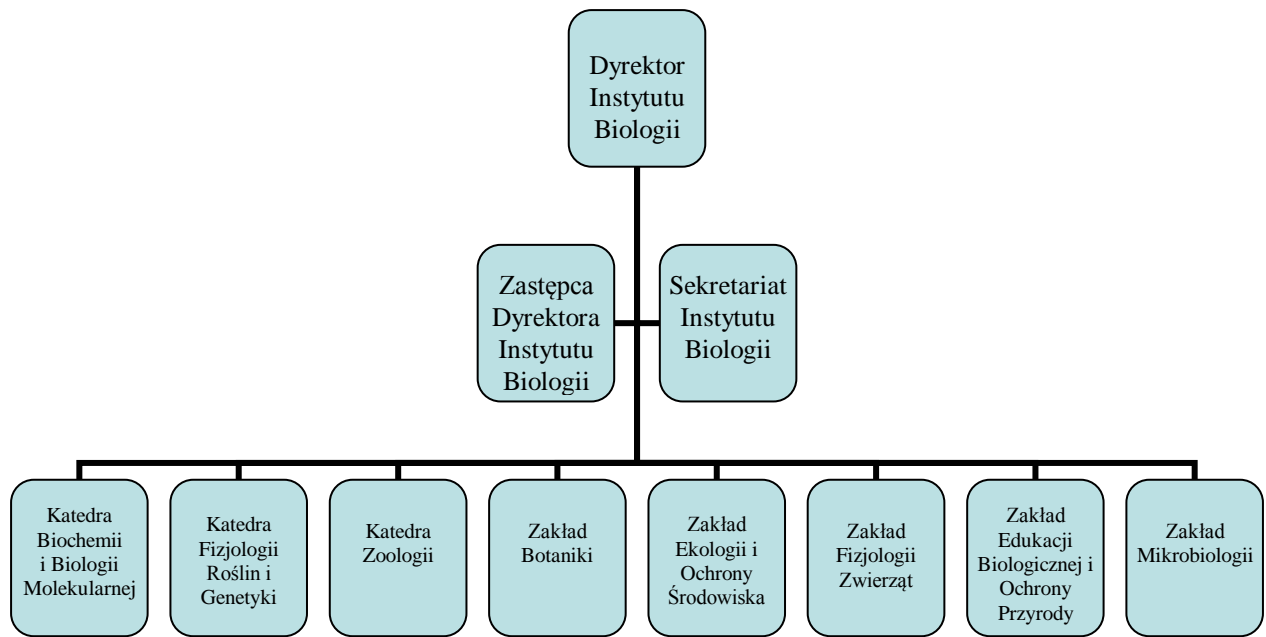 Dyrektor
Instytutu
Biologii
Zastępca
Dyrektora
Instytutu
Biologii
Sekretariat
Instytutu
Biologii
Katedra
Biochemii
i Biologii
Molekularnej
Katedra
Fizjologii
Roślin i
Genetyki
Katedra
Zoologii
Zakład
Botaniki
Zakład
Ekologii i
Ochrony
Środowiska
Zakład
Fizjologii
Zwierząt
Zakład
Edukacji
Biologicznej i
Ochrony
Przyrody
Zakład
Mikrobiologii